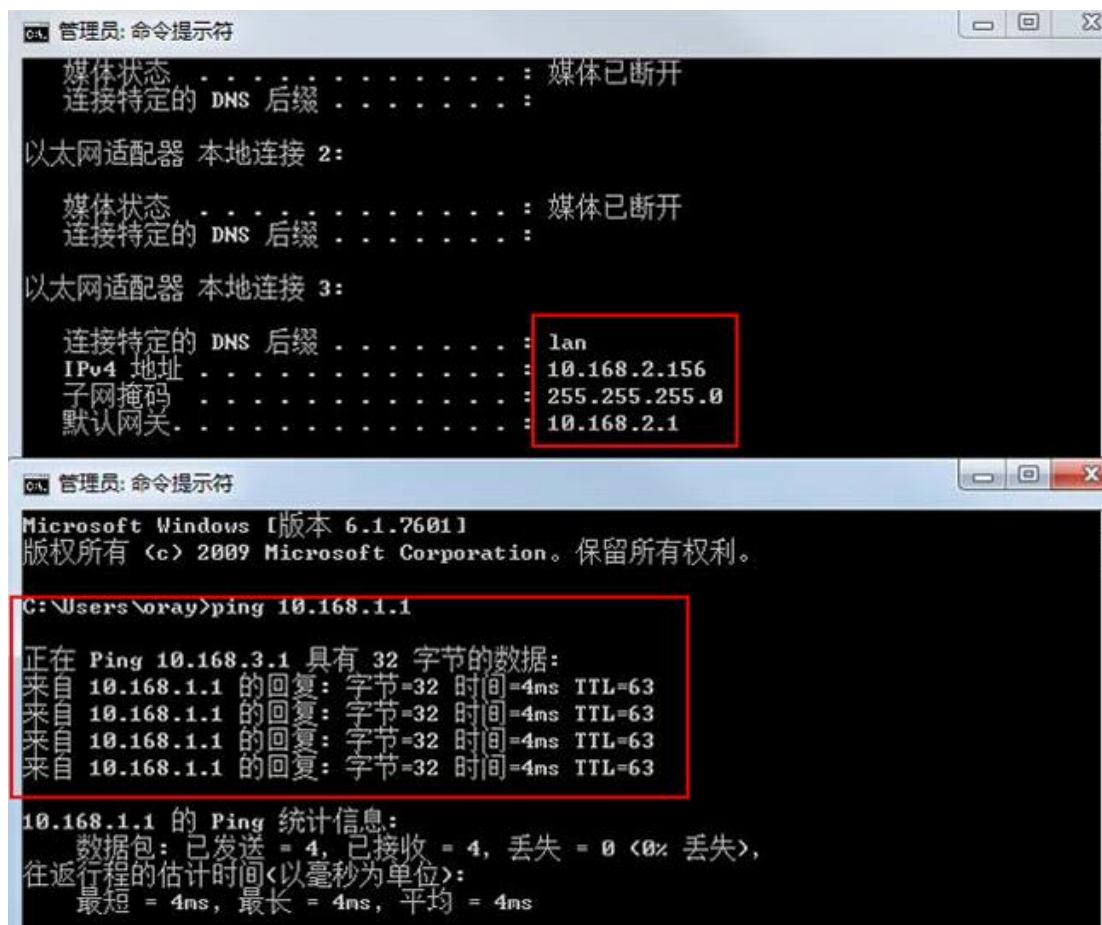 管理员: 命令提示符
媒体状态 . . . . . . . . . . . . : 媒体已断开
连接特定的 DNS 后缀 . . . . . . . :
以太网适配器 本地连接 2:
媒体状态 . . . . . . . . . . . . : 媒体已断开
连接特定的 DNS 后缀 . . . . . . . :
以太网适配器 本地连接 3:
连接特定的 DNS 后缀 . . . . . . . : lan
IPv4 地址 . . . . . . . . . . . . : 10.168.2.156
子网掩码 . . . . . . . . . . . . : 255.255.255.0
默认网关. . . . . . . . . . . . . : 10.168.2.1
管理员: 命令提示符
Microsoft Windows [版本 6.1.7601]
版权所有 (c) 2009 Microsoft Corporation。保留所有权利。
C:\Users\oray>ping 10.168.1.1
正在 Ping 10.168.3.1 具有 32 字节的数据:
来自 10.168.1.1 的回复: 字节=32 时间=4ms TTL=63
来自 10.168.1.1 的回复: 字节=32 时间=4ms TTL=63
来自 10.168.1.1 的回复: 字节=32 时间=4ms TTL=63
来自 10.168.1.1 的回复: 字节=32 时间=4ms TTL=63
10.168.1.1 的 Ping 统计信息:
数据包: 已发送 = 4, 已接收 = 4, 丢失 = 0 (0% 丢失),
往返行程的估计时间(以毫秒为单位):
最短 = 4ms, 最长 = 4ms, 平均 = 4ms